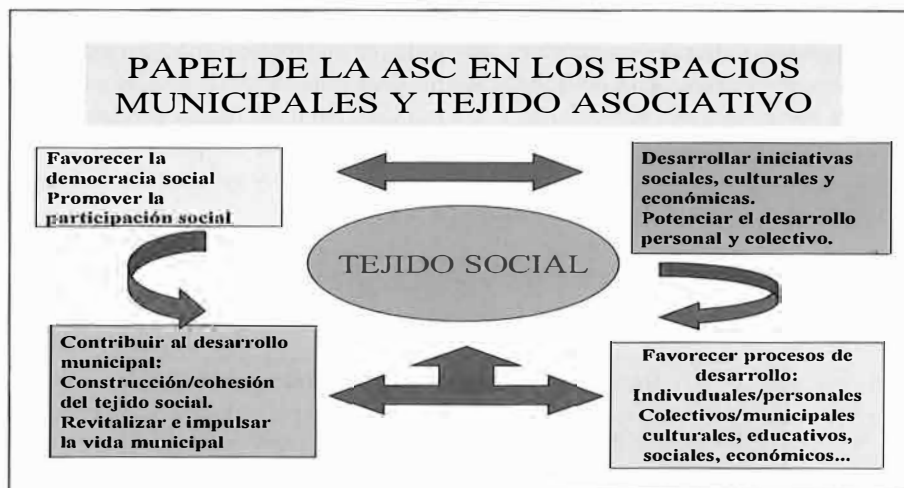 PAPEL DE LA ASC EN LOS ESPACIOS
MUNICIPALES Y TEJIDO ASOCIATIVO
Favorecer la
democracia social
Promover la
participación social
Desarrollar iniciativas
sociales, culturales y
económicas.
Potenciar el desarrollo
personal y colectivo.
TEJIDO SOCIAL
Contribuir al desarrollo
municipal:
Construcción/cohesión
del tejido social.
Revitalizar e impulsar
la vida municipal
Favorecer procesos de
desarrollo:
Indivuduales/personales
Colectivos/municipales
culturales, educativos,
sociales, económicos...